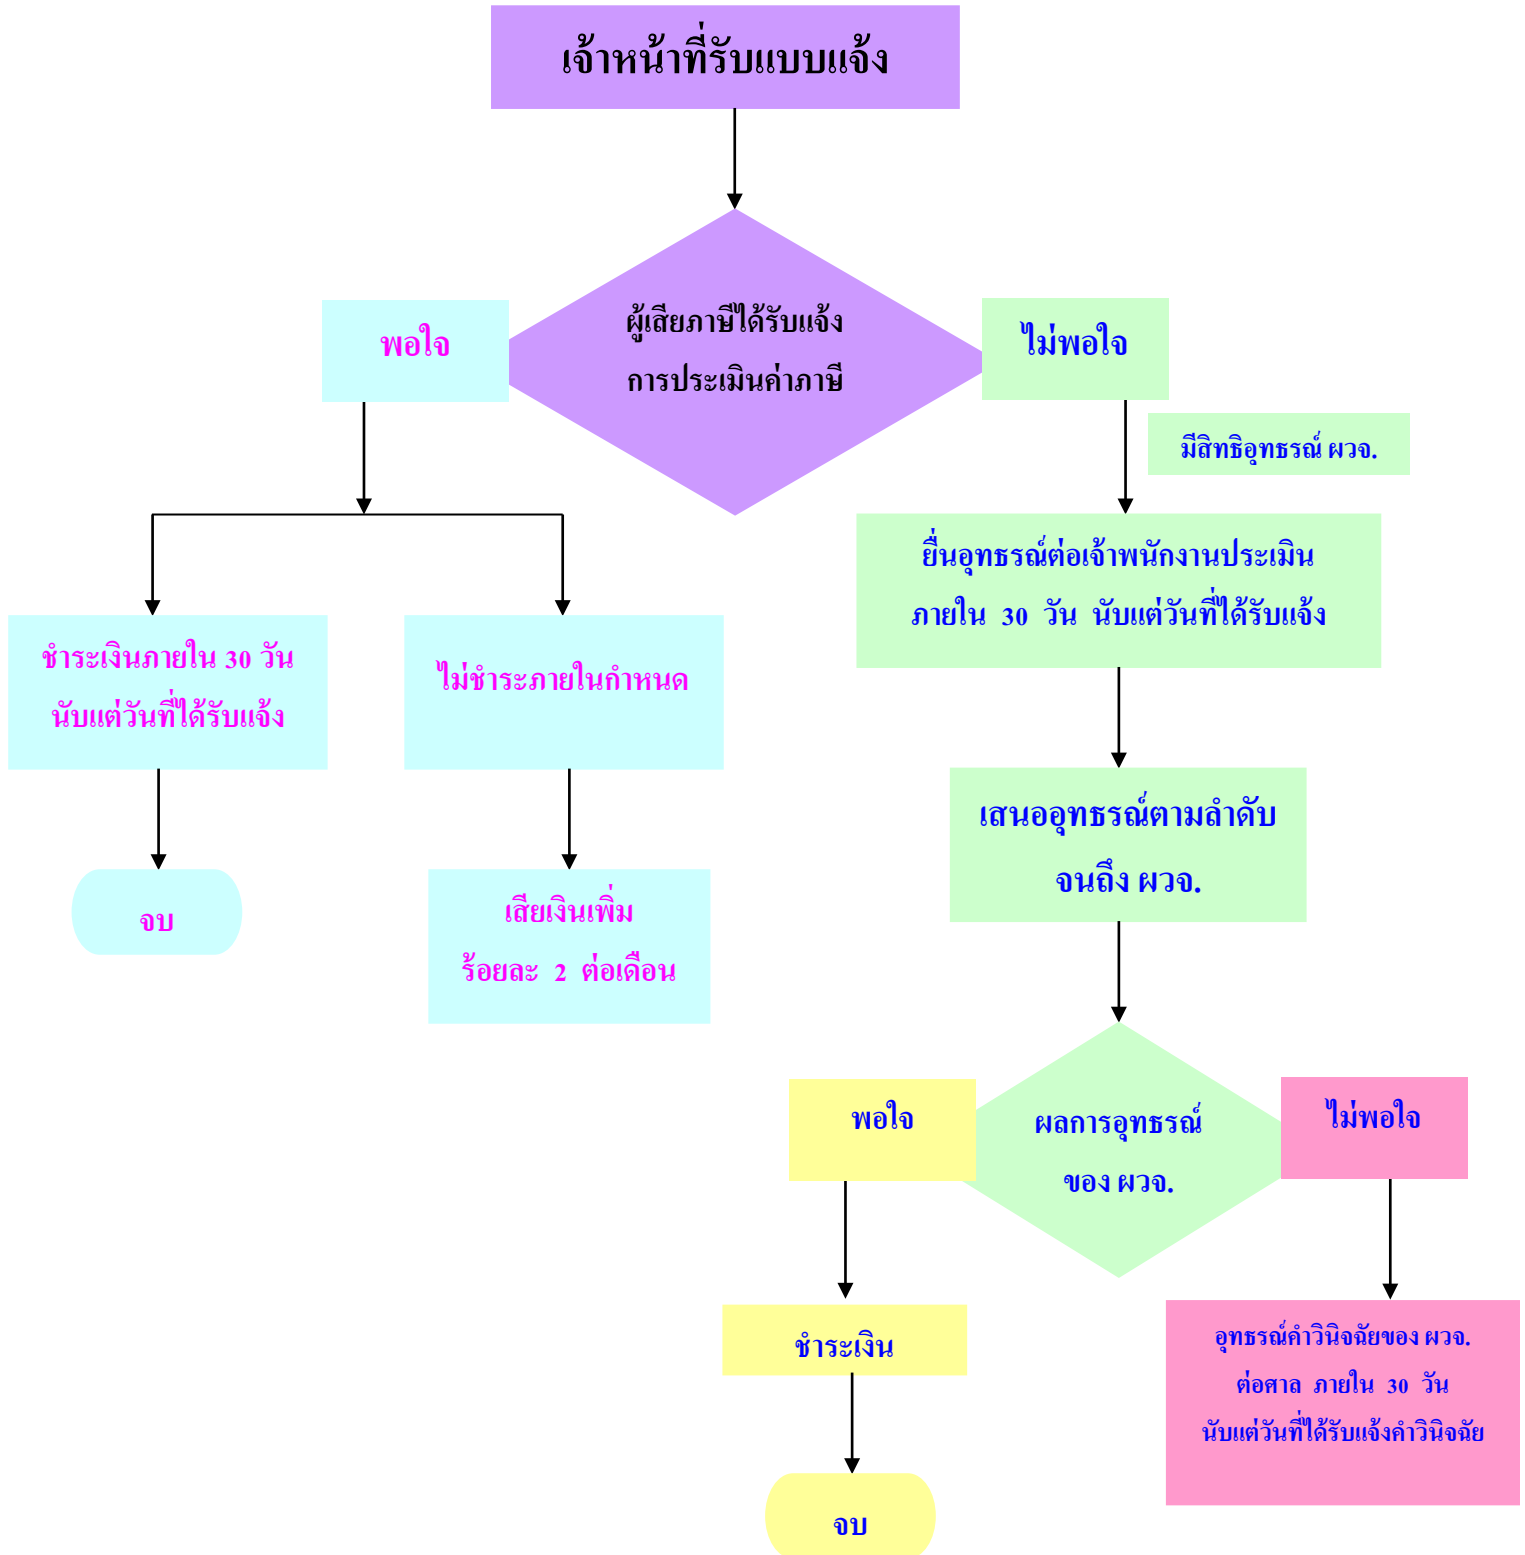 เจ้าหน้าที่รับแบบแจ้ง
ผู้เสียภาษีได้รับแจ้ง
การประเมินค่าภาษี
พอใจ
ไม่พอใจ
มีสิทธิอุทธรณ์ ผวจ.
ยื่นอุทธรณ์ต่อเจ้าพนักงานประเมิน
ภายใน 30 วัน นับแต่วันที่ได้รับแจ้ง
ชำระเงินภายใน 30 วัน
นับแต่วันที่ได้รับแจ้ง
ไม่ชำระภายในกำหนด
เสนออุทธรณ์ตามลำดับ
จนถึง ผวจ.
จบ
เสียเงินเพิ่ม
ร้อยละ 2 ต่อเดือน
พอใจ
ผลการอุทธรณ์
ของ ผวจ.
ไม่พอใจ
ชำระเงิน
อุทธรณ์คำวินิจฉัยของ ผวจ.
ต่อศาล ภายใน 30 วัน
นับแต่วันที่ได้รับแจ้งคำวินิจฉัย
จบ